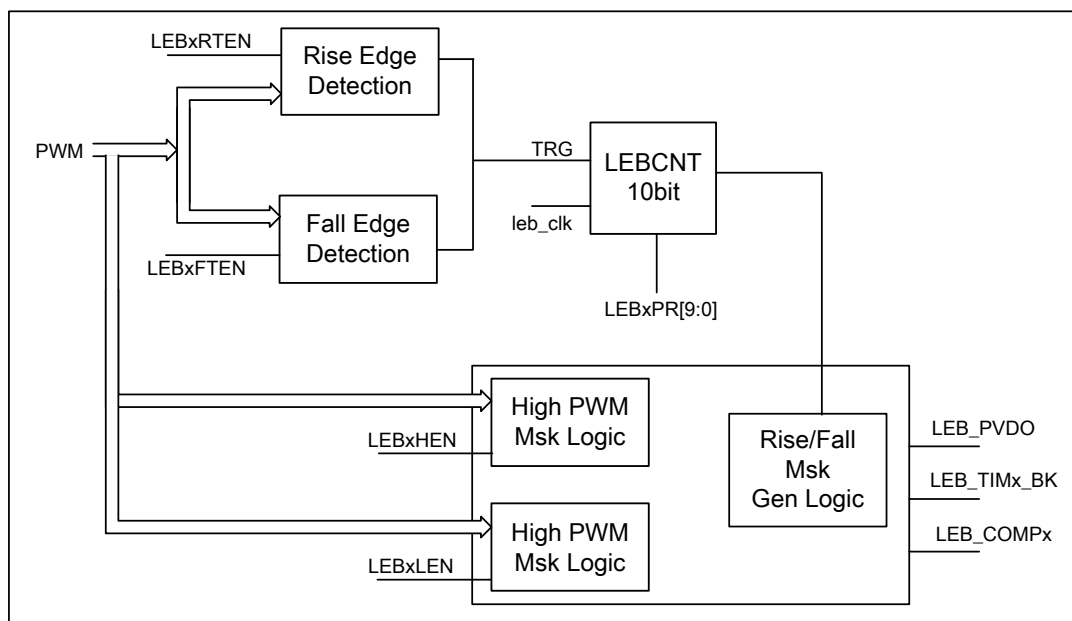 LEBxRTEN
Rise Edge
Detection
PWM
TRG
LEBCNT
10bit
leb_clk
Fall Edge
Detection
LEBxFTEN
LEBxPR[9:0]
High PWM
Msk Logic
LEBxHEN
Rise/Fall
Msk
Gen Logic
LEB_PVDO
LEB_TIMx_BK
LEB_COMPx
High PWM
Msk Logic
LEBxLEN